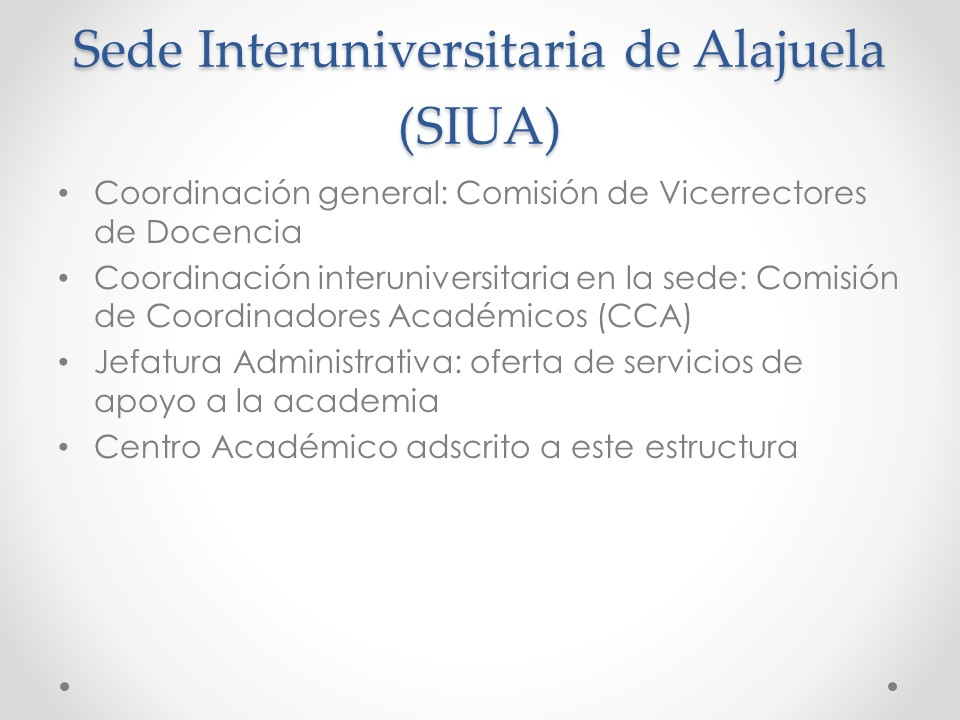 Sede Interuniversitaria de Alajuela
(SIUA)
• Coordinación general: Comisión de Vicerrectores
de Docencia
• Coordinación interuniversitaria en la sede: Comisión
de Coordinadores Académicos (CCA)
• Jefatura Administrativa: oferta de servicios de
apoyo a la academia
• Centro Académico adscrito a este estructura